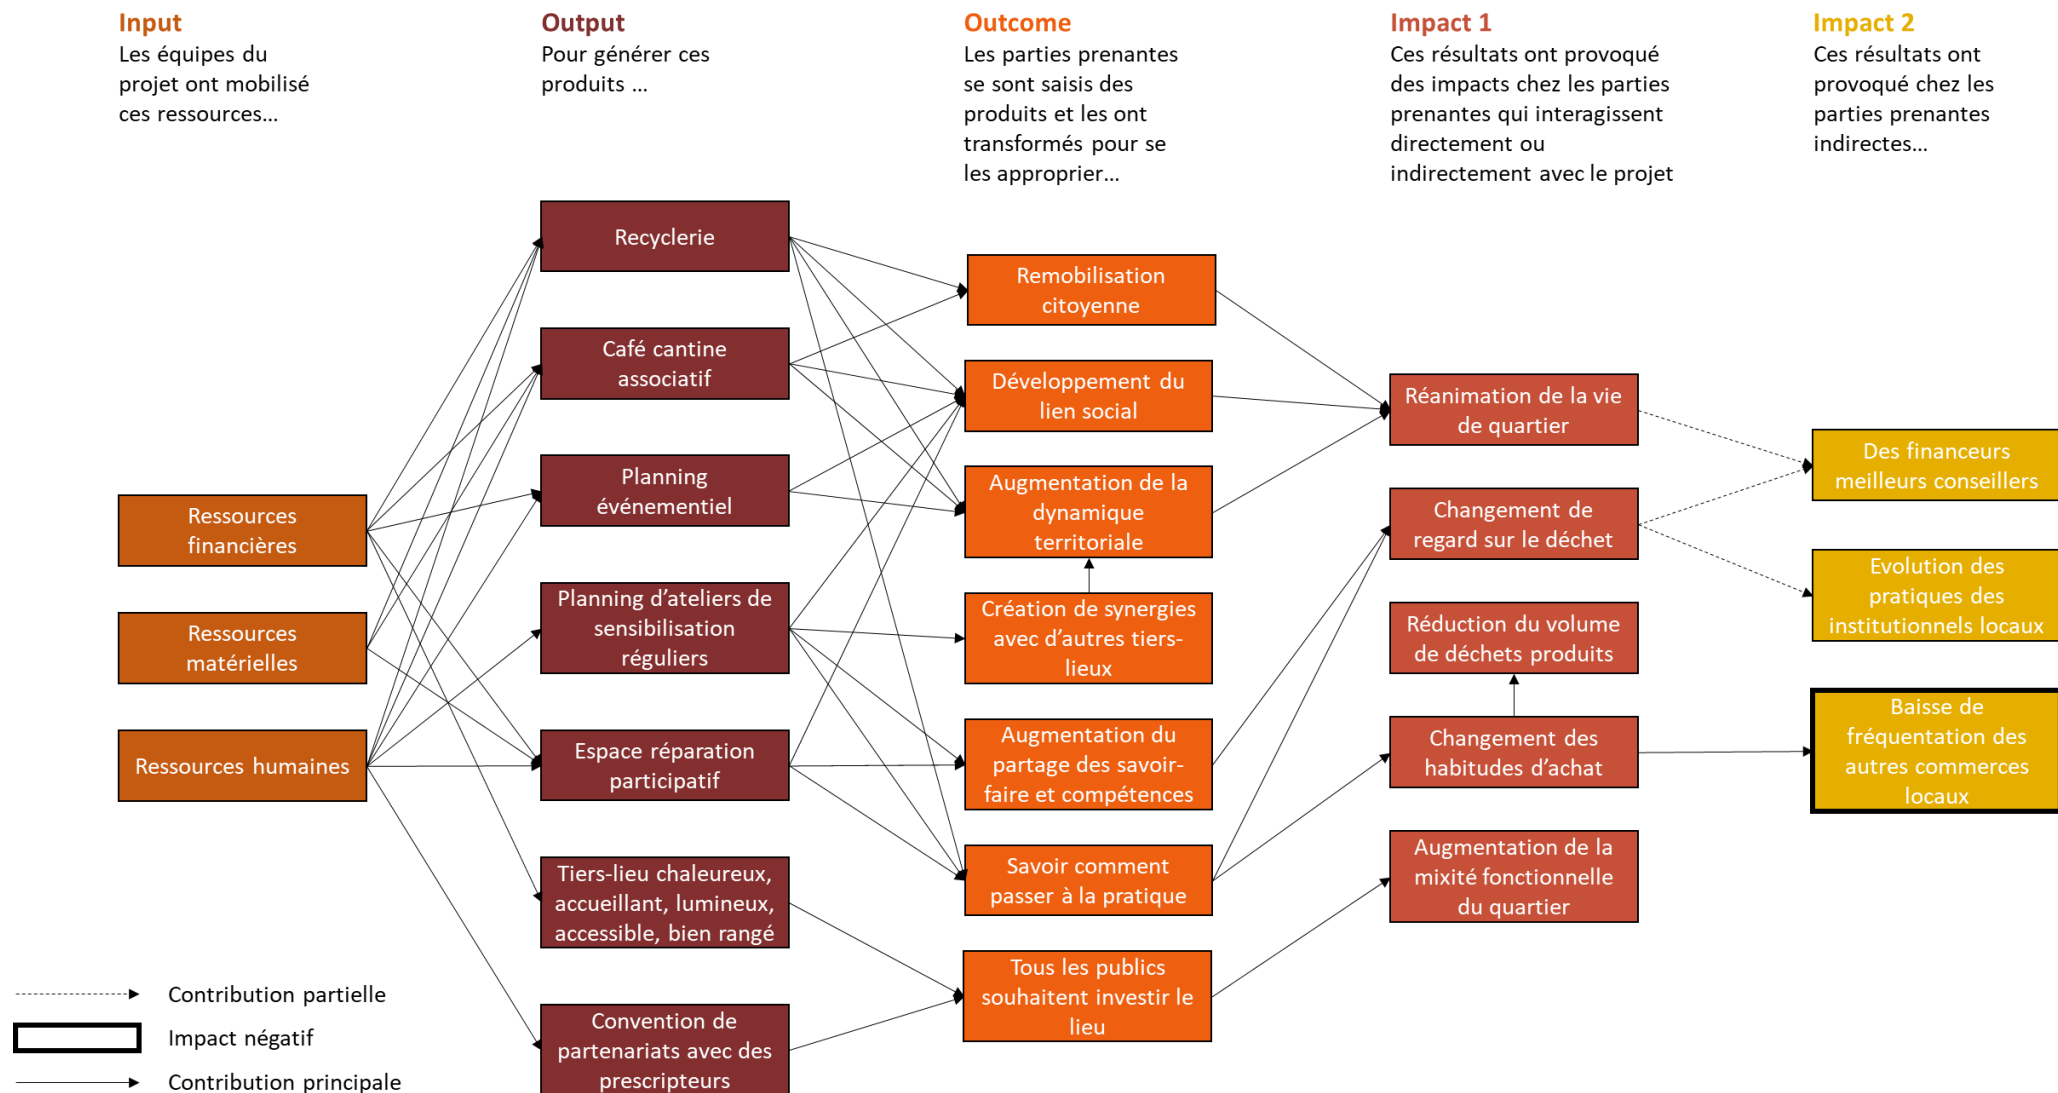 Input
Les équipes du
projet ont mobilisé
ces ressources...
Output
Pour générer ces
produits ...
Outcome
Les parties prenantes
se sont saisis des
produits et les ont
transformés pour se
les approprier...
Impact 1
Ces résultats ont provoqué
des impacts chez les parties
prenantes qui interagissent
directement ou
indirectement avec le projet
Impact 2
Ces résultats ont
provoqué chez les
parties prenantes
indirectes...
Ressources
financières
Ressources
matérielles
Ressources humaines
Recyclerie
Café cantine
associatif
Planning
événementiel
Planning d'ateliers de
sensibilisation
réguliers
Espace réparation
participatif
Tiers-lieu chaleureux,
accueillant, lumineux,
accessible, bien rangé
Convention de
partenariats avec des
prescripteurs
Remobilisation
citoyenne
Développement du
lien social
Augmentation de la
dynamique
territoriale
Création de synergies
avec d'autres tiers-
lieux
Augmentation du
partage des savoir-
faire et compétences
Savoir comment
passer à la pratique
Tous les publics
souhaitent investir le
lieu
Réanimation de la vie
de quartier
Changement de
regard sur le déchet
Réduction du volume
de déchets produits
Changement des
habitudes d'achat
Augmentation de la
mixité fonctionnelle
du quartier
Des financeurs
meilleurs conseillers
Evolution des
pratiques des
institutionnels locaux
Baisse de
fréquentation des
autres commerces
locaux
Contribution partielle
Impact négatif
Contribution principale